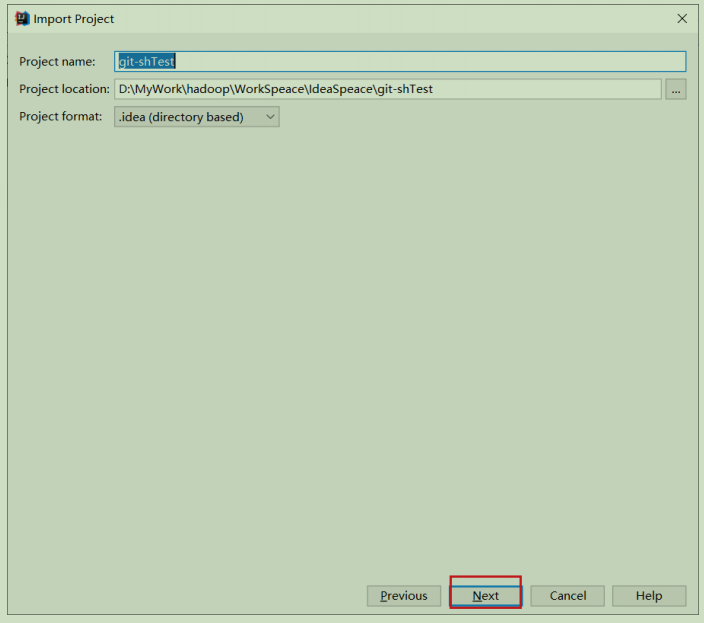 Import Project
Project name: git-shTest
Project location: D:\MyWork\hadoop\WorkSpeace\IdeaSpeace\git-shTest ...
Project format: .idea (directory based)
Previous Next Cancel Help